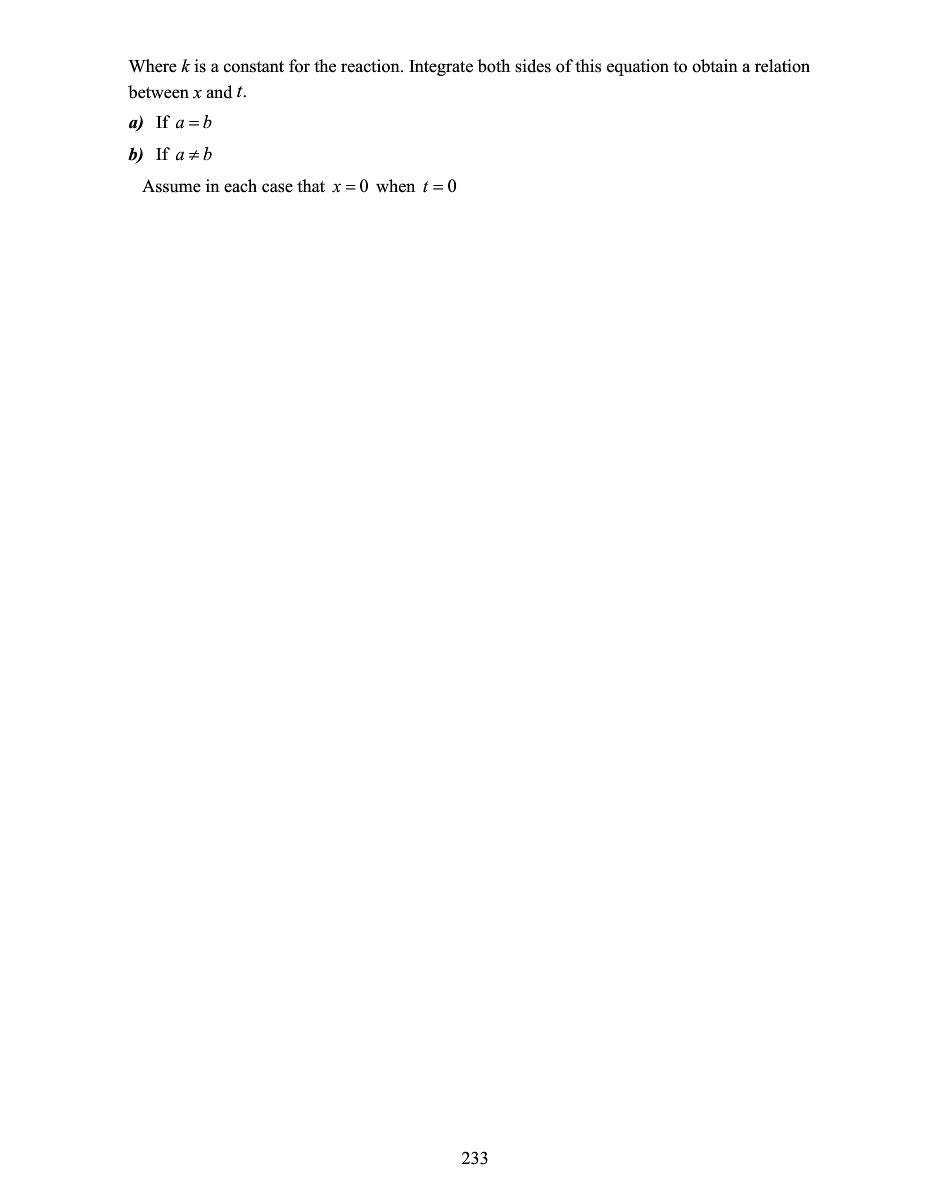 Where k is a constant for the reaction. Integrate both sides of this equation to obtain a relation
between x and t.
a) If a = b
b) If a ≠ b
Assume in each case that x = 0 when t = 0
233